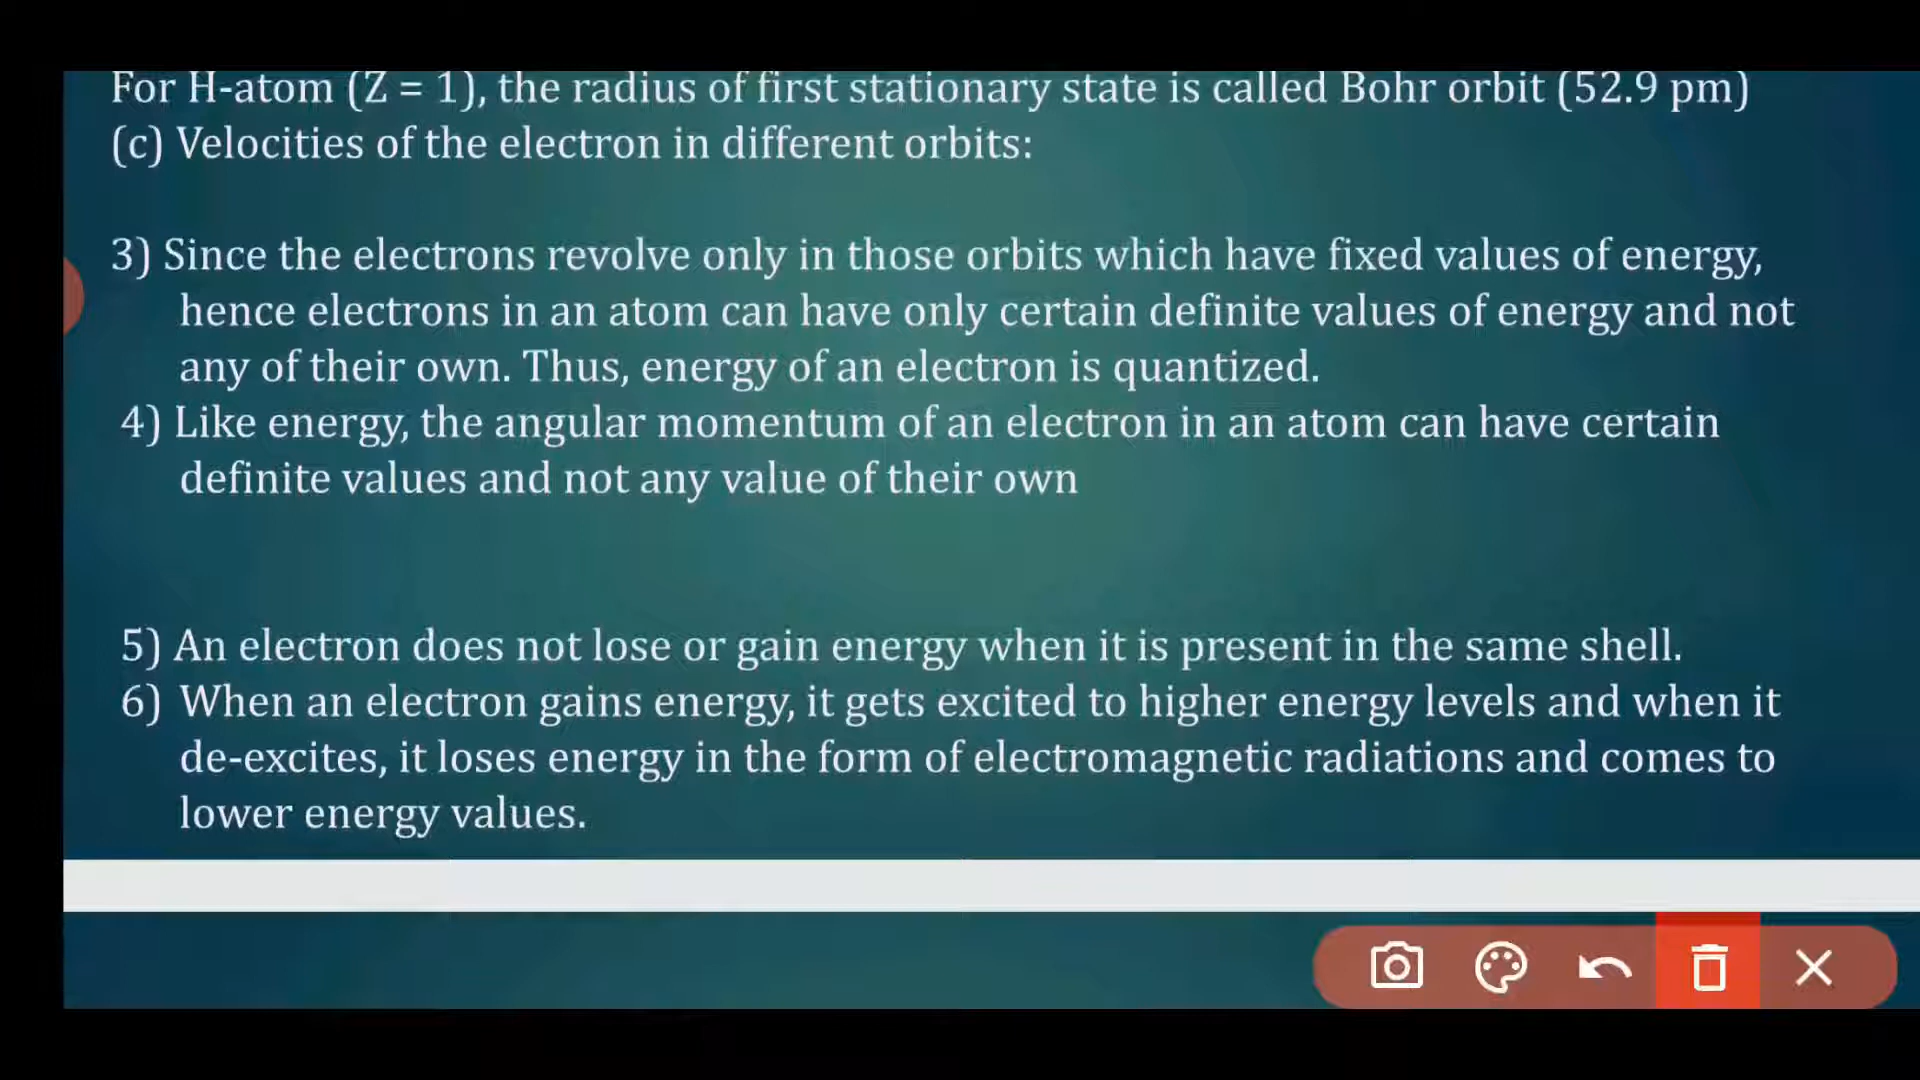 For H-atom (Z = 1), the radius of first stationary state is called Bohr orbit (52.9 pm)
(c) Velocities of the electron in different orbits:
3) Since the electrons revolve only in those orbits which have fixed values of energy,
hence electrons in an atom can have only certain definite values of energy and not
any of their own. Thus, energy of an electron is quantized.
4) Like energy, the angular momentum of an electron in an atom can have certain
definite values and not any value of their own
5) An electron does not lose or gain energy when it is present in the same shell.
6) When an electron gains energy, it gets excited to higher energy levels and when it
de-excites, it loses energy in the form of electromagnetic radiations and comes to
lower energy values.